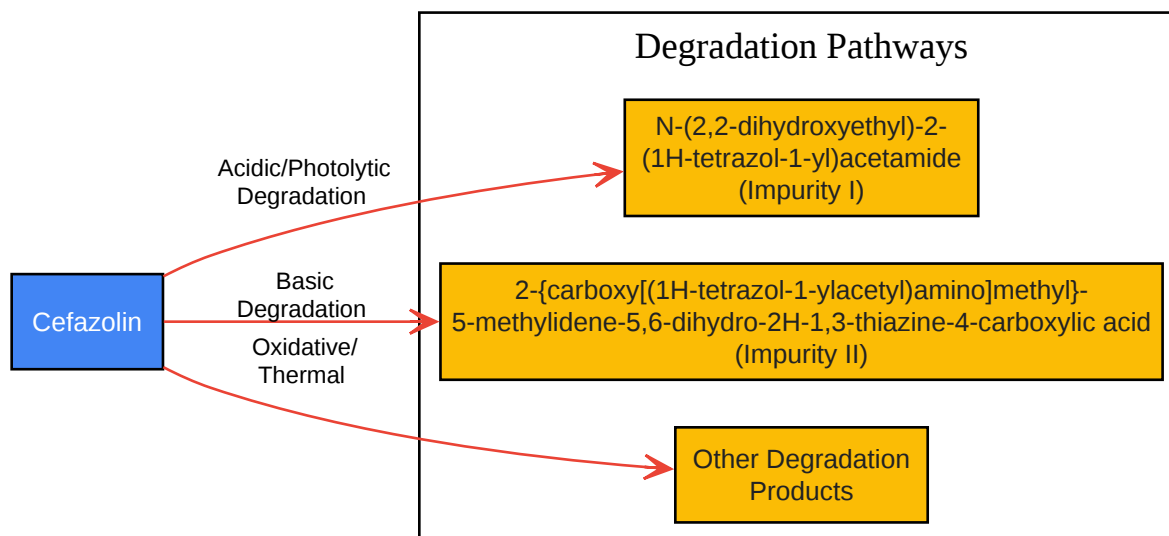 Degradation Pathways
N-(2,2-dihydroxyethyl)-2-
(1H-tetrazol-1-yl)acetamide
(Impurity I)
Acidic/Photolytic
Degradation
Cefazolin
Basic
Degradation
2-{carboxy[(1H-tetrazol-1-ylacetyl)amino]methyl}-
5-methylidene-5,6-dihydro-2H-1,3-thiazine-4-carboxylic acid
(Impurity II)
Oxidative/
Thermal
Other Degradation
Products